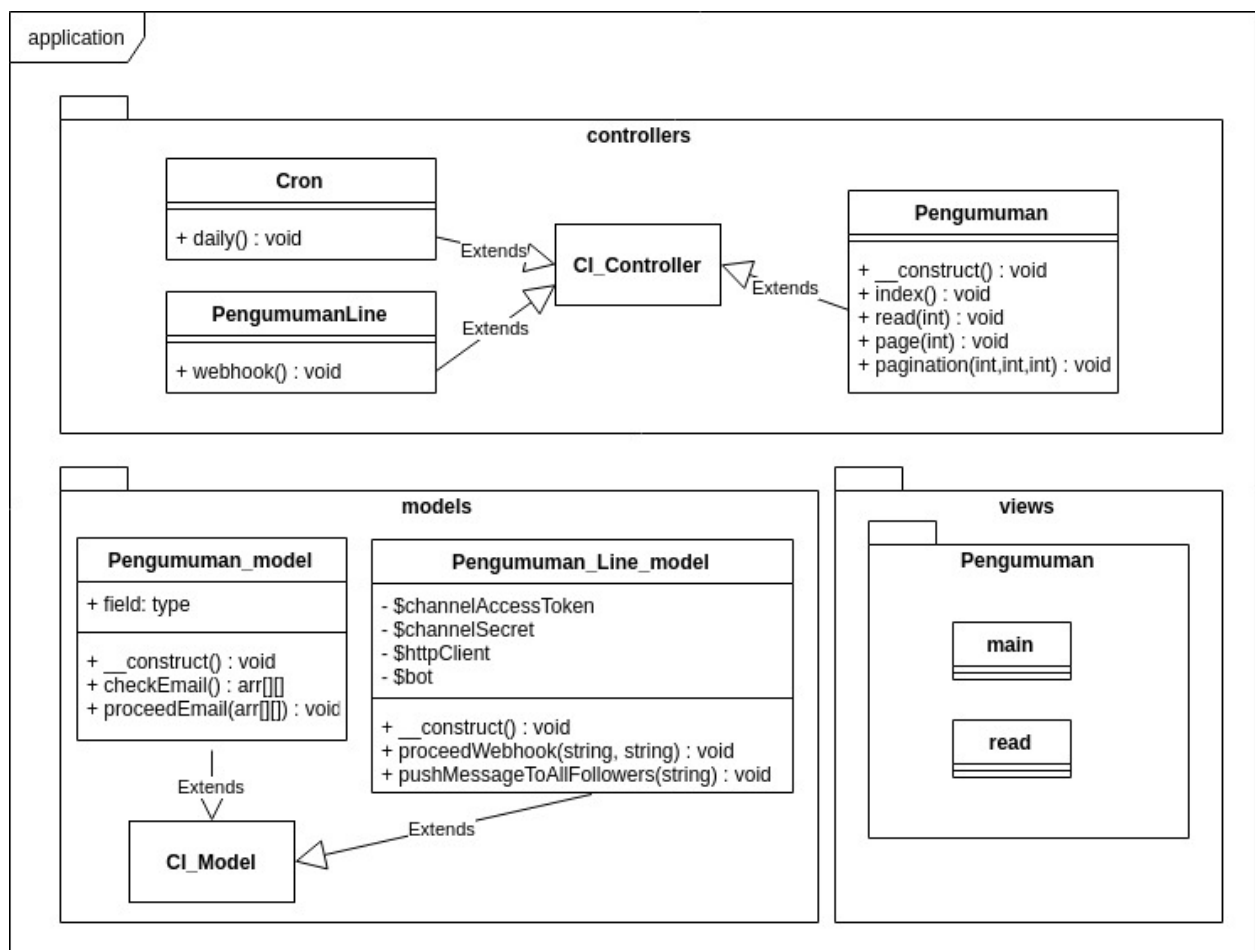 application
controllers
Cron
+ daily() : void
Extends
PengumumanLine
+ webhook() : void
Extends
CI_Controller
Extends
Pengumuman
+ __construct() : void
+ index() : void
+ read(int) : void
+ page(int) : void
+ pagination(int,int,int) : void
models
Pengumuman_model
+ field: type
+ __construct() : void
+ checkEmail() : arr[][]
+ proceedEmail(arr[][]) : void
Extends
CI_Model
Pengumuman_Line_model
- $channelAccessToken
- $channelSecret
- $httpClient
- $bot
+ __construct() : void
+ proceedWebhook(string, string) : void
+ pushMessageToAllFollowers(string) : void
Extends
views
Pengumuman
main
read